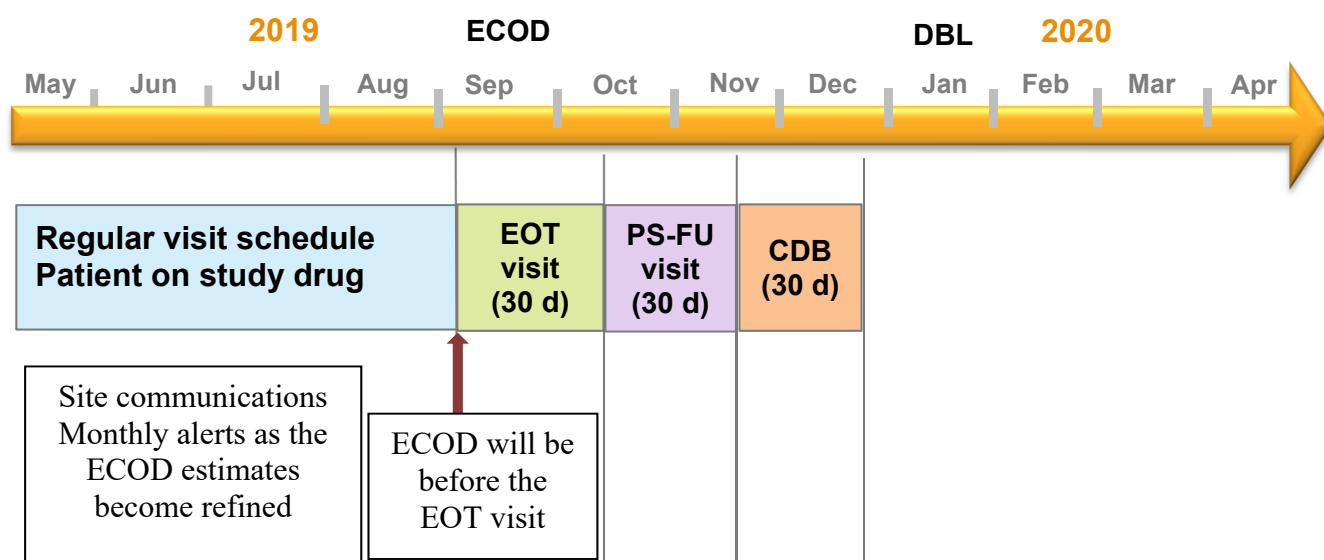 2019 ECOD DBL 2020
May Jun Jul Aug Sep Oct Nov Dec Jan Feb Mar Apr
Regular visit schedule
Patient on study drug
EOT
visit
(30 d)
PS-FU
visit
(30 d)
CDB
(30 d)
Site communications
Monthly alerts as the
ECOD estimates
become refined
ECOD will be
before the
EOT visit